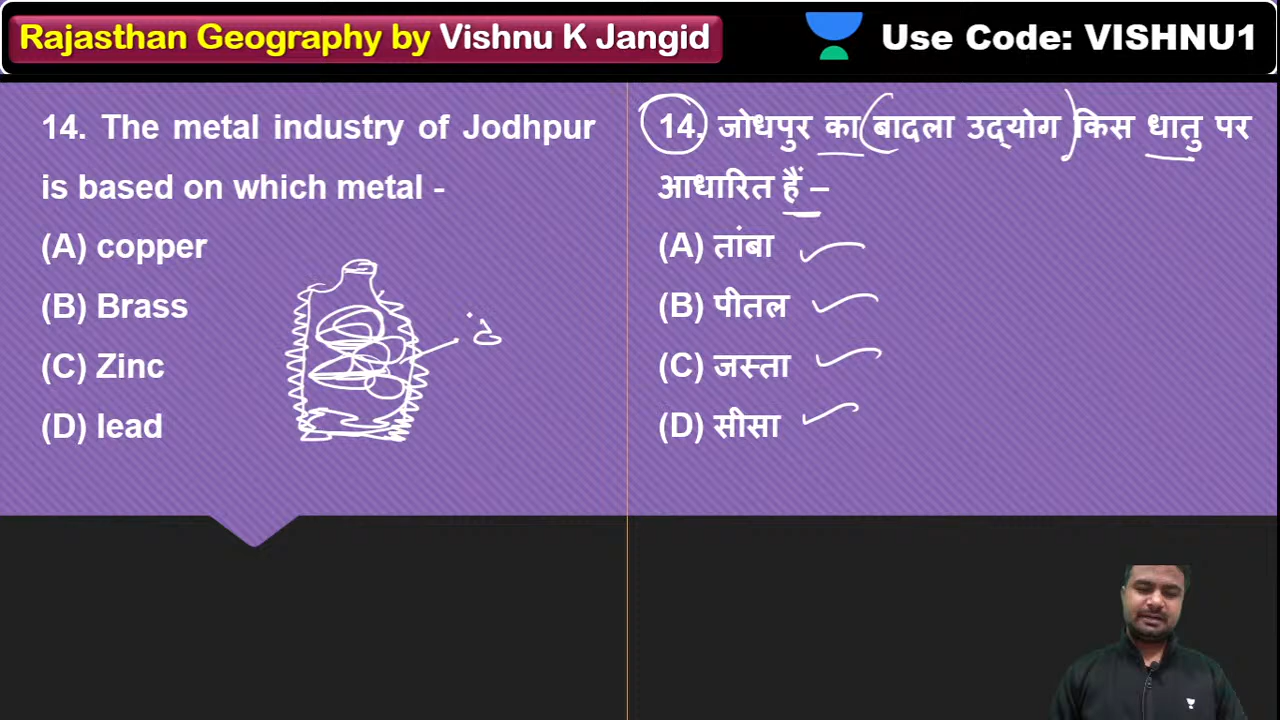 Rajasthan Geography by Vishnu K Jangid
Use Code: VISHNU1
14. The metal industry of Jodhpur
is based on which metal -
(A) copper
(B) Brass
(C) Zinc
(D) lead
14. जोधपुर का बादला उद्योग किस धातु पर
आधारित हैं –
(A) तांबा
(B) पीतल
(C) जस्ता
(D) सीसा